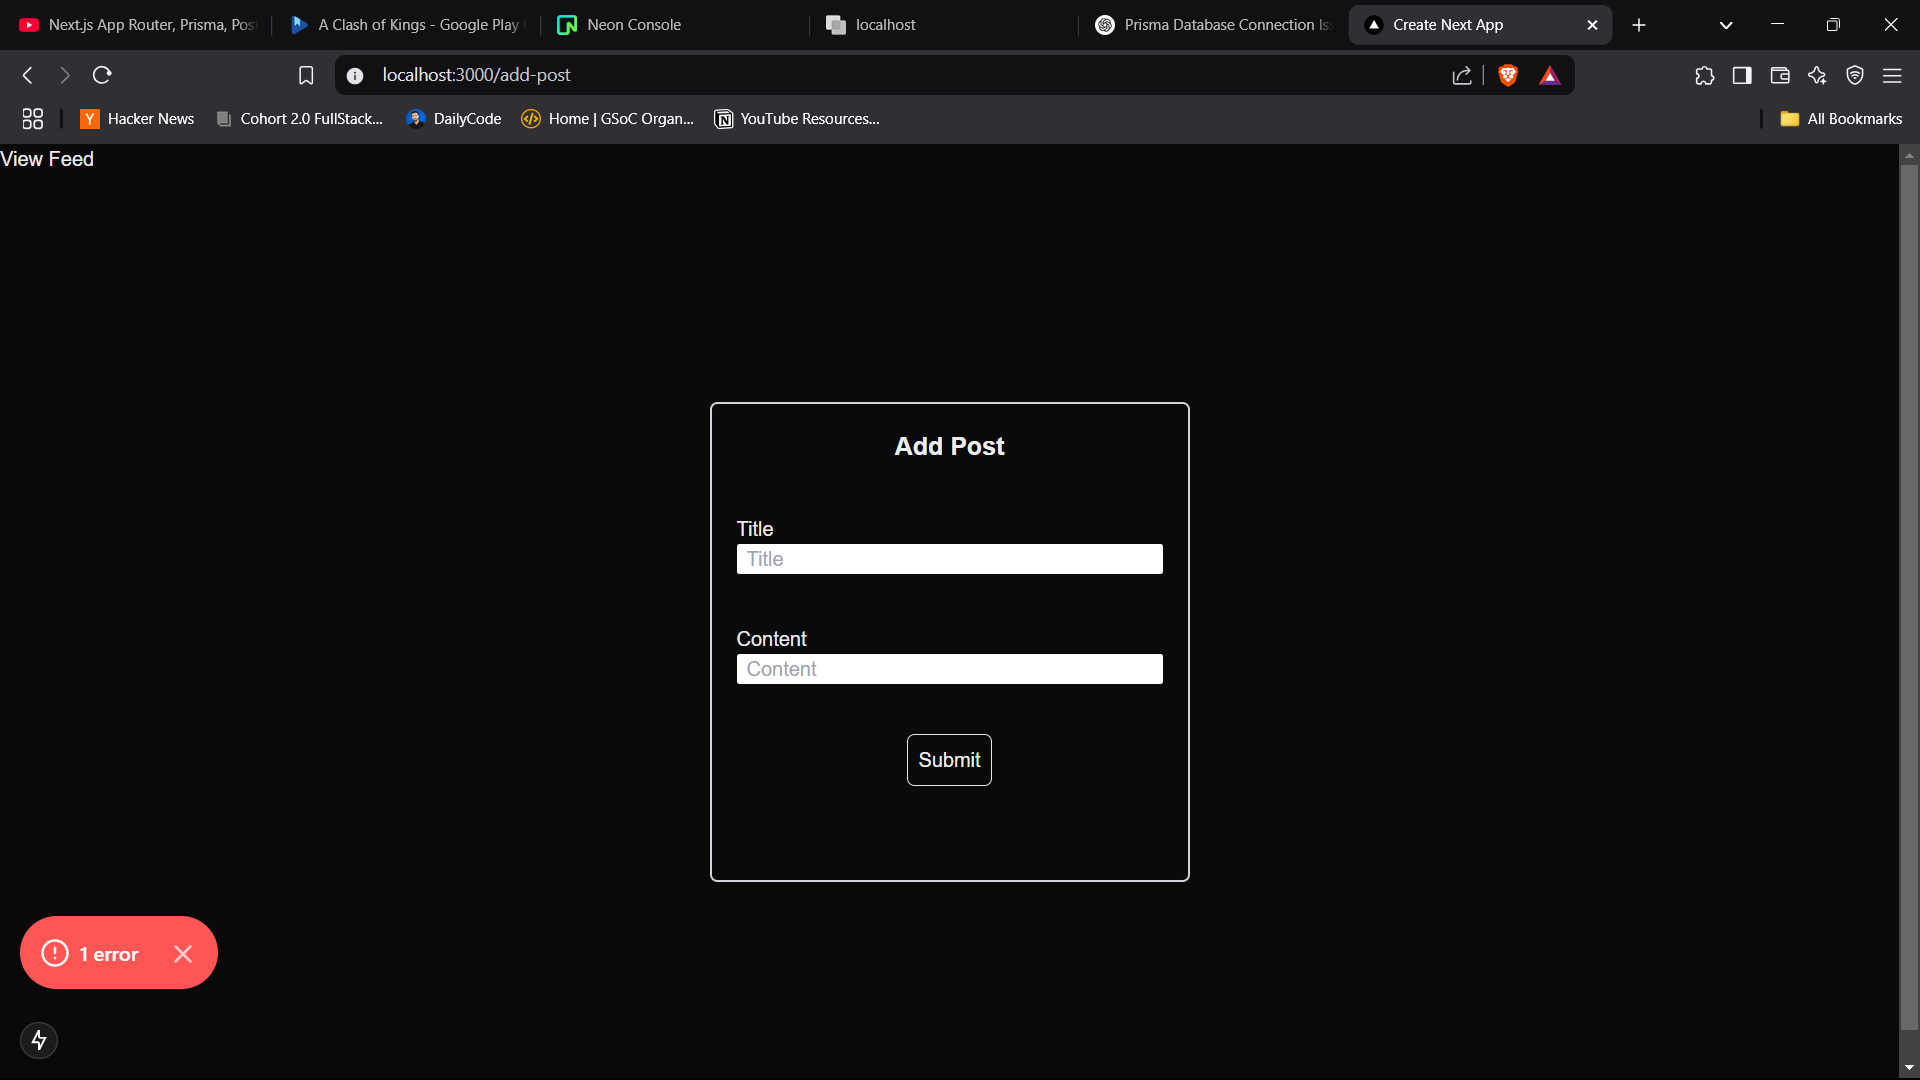 Next.js App Router, Prisma, Pos
A Clash of Kings - Google Play
Neon Console
localhost
Prisma Database Connection Is
Create Next App
localhost:3000/add-post
Hacker News
Cohort 2.0 FullStack...
DailyCode
Home | GSoC Organ...
YouTube Resources...
All Bookmarks
View Feed
Add Post
Title
Title
Content
Content
Submit
1 error